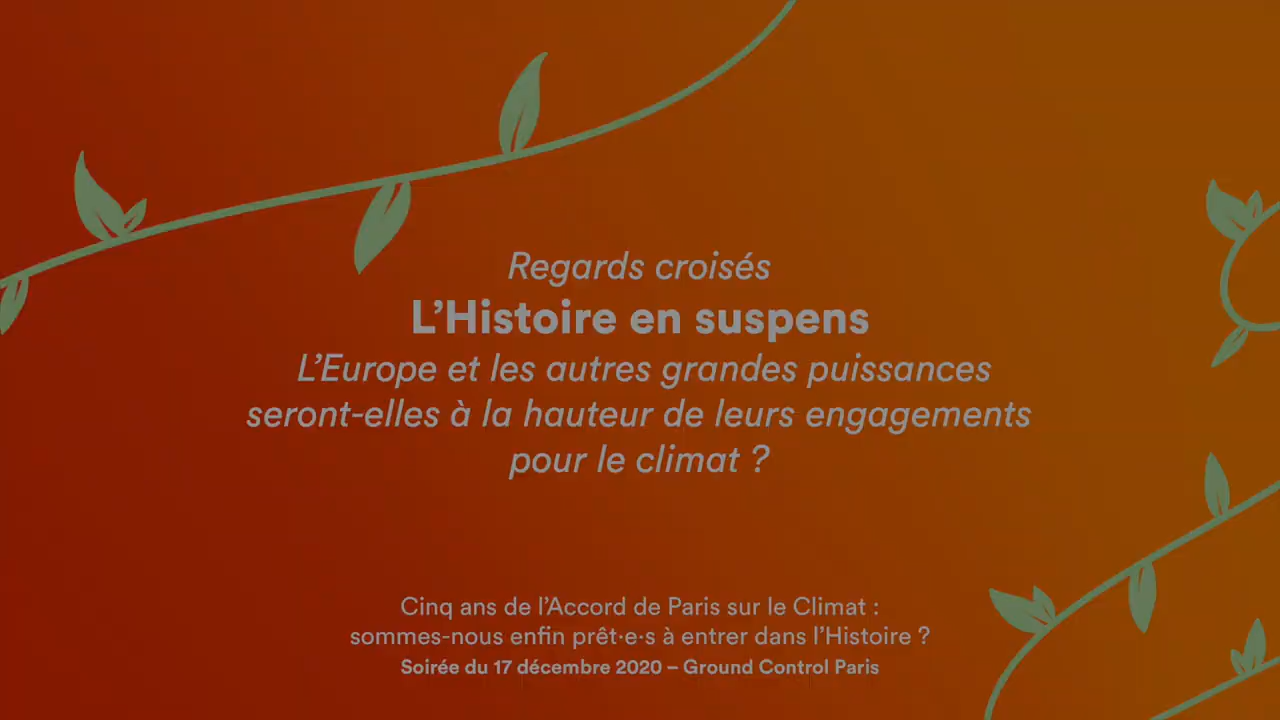 Regards croisés
L’Histoire en suspens
L’Europe et les autres grandes puissances
seront-elles à la hauteur de leurs engagements
pour le climat ?
Cinq ans de l’Accord de Paris sur le Climat :
sommes-nous enfin prêt·e·s à entrer dans l’Histoire ?
Soirée du 17 décembre 2020 – Ground Control Paris